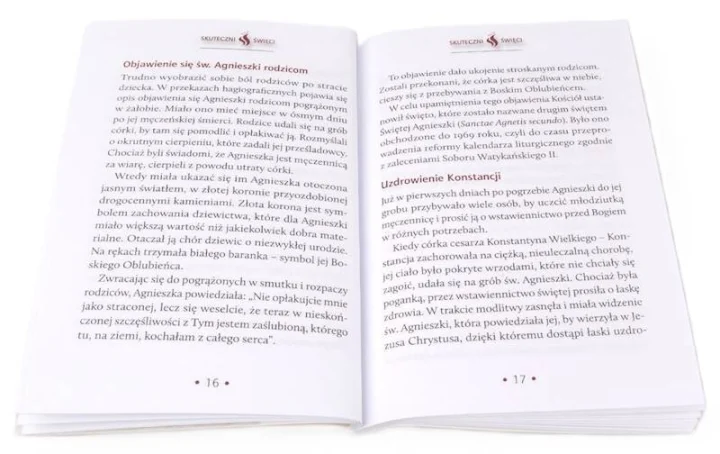 SKUTECZNI ŚWIĘCI
Objawienie się św. Agnieszki rodzicom
Trudno wyobrazić sobie ból rodziców po stracie
dziecka. W przekazach hagiograficznych pojawia się
opis objawienia się Agnieszki rodzicom pogrążonym
w żałobie. Miało ono mieć miejsce w ósmym dniu
po jej męczeńskiej śmierci. Rodzice udali się na grób
córki, by tam się pomodlić i opłakiwać ją. Rozmyślali
o okrutnym cierpieniu, które zadali jej prześladowcy.
Chociaż byli świadomi, że Agnieszka jest męczennicą
za wiarę, cierpieli z powodu utraty córki.
Wtedy miała ukazać się im Agnieszka otoczona
jasnym światłem, w złotej koronie przyozdobionej
drogocennymi kamieniami. Złota korona jest sym-
bolem zachowania dziewictwa, które dla Agnieszki
miało większą wartość niż jakiekolwiek dobra mate-
rialne. Otaczał ją chór dziewic o niezwykłej urodzie.
Na rękach trzymała białego baranka – symbol jej Bo-
skiego Oblubieńca.
Zwracając się do pogrążonych w smutku i rozpaczy
rodziców, Agnieszka powiedziała: „Nie opłakujcie mnie
jako straconej, lecz się weselcie, że teraz w nieskoń-
czonej szczęśliwości z Tym jestem zaślubiona, którego
tu, na ziemi, kochałam z całego serca”.
• 16 •
SKUTECZNI ŚWIĘCI
To objawienie dało ukojenie stroskanym rodzicom.
Zostali przekonani, że córka jest szczęśliwa w niebie,
cieszy się z przebywania z Boskim Oblubieńcem.
W celu upamiętnienia tego objawienia Kościół usta-
nowił święto, które zostało nazwane drugim świętem
Świętej Agnieszki (Sanctae Agnetis secundo). Było ono
obchodzone do 1969 roku, czyli do czasu przepro-
wadzenia reformy kalendarza liturgicznego zgodnie
z zaleceniami Soboru Watykańskiego II.
Uzdrowienie Konstancji
Już w pierwszych dniach po pogrzebie Agnieszki do jej
grobu przybywało wiele osób, by uczcić młodziutką
męczennicę i prosić ją o wstawiennictwo przed Bogiem
w różnych potrzebach.
Kiedy córka cesarza Konstantyna Wielkiego – Kon-
stancja zachorowała na ciężką, nieuleczalną chorobę,
jej ciało było pokryte wrzodami, które nie chciały się
zagoić, udała się na grób św. Agnieszki. Chociaż była
poganką, przez wstawiennictwo świętej prosiła o łaskę
zdrowia. W trakcie modlitwy zasnęła i miała widzenie
św. Agnieszki, która powiedziała jej, by wierzyła w Je-
zusa Chrystusa, dzięki któremu dostąpi łaski uzdro-
• 17 •